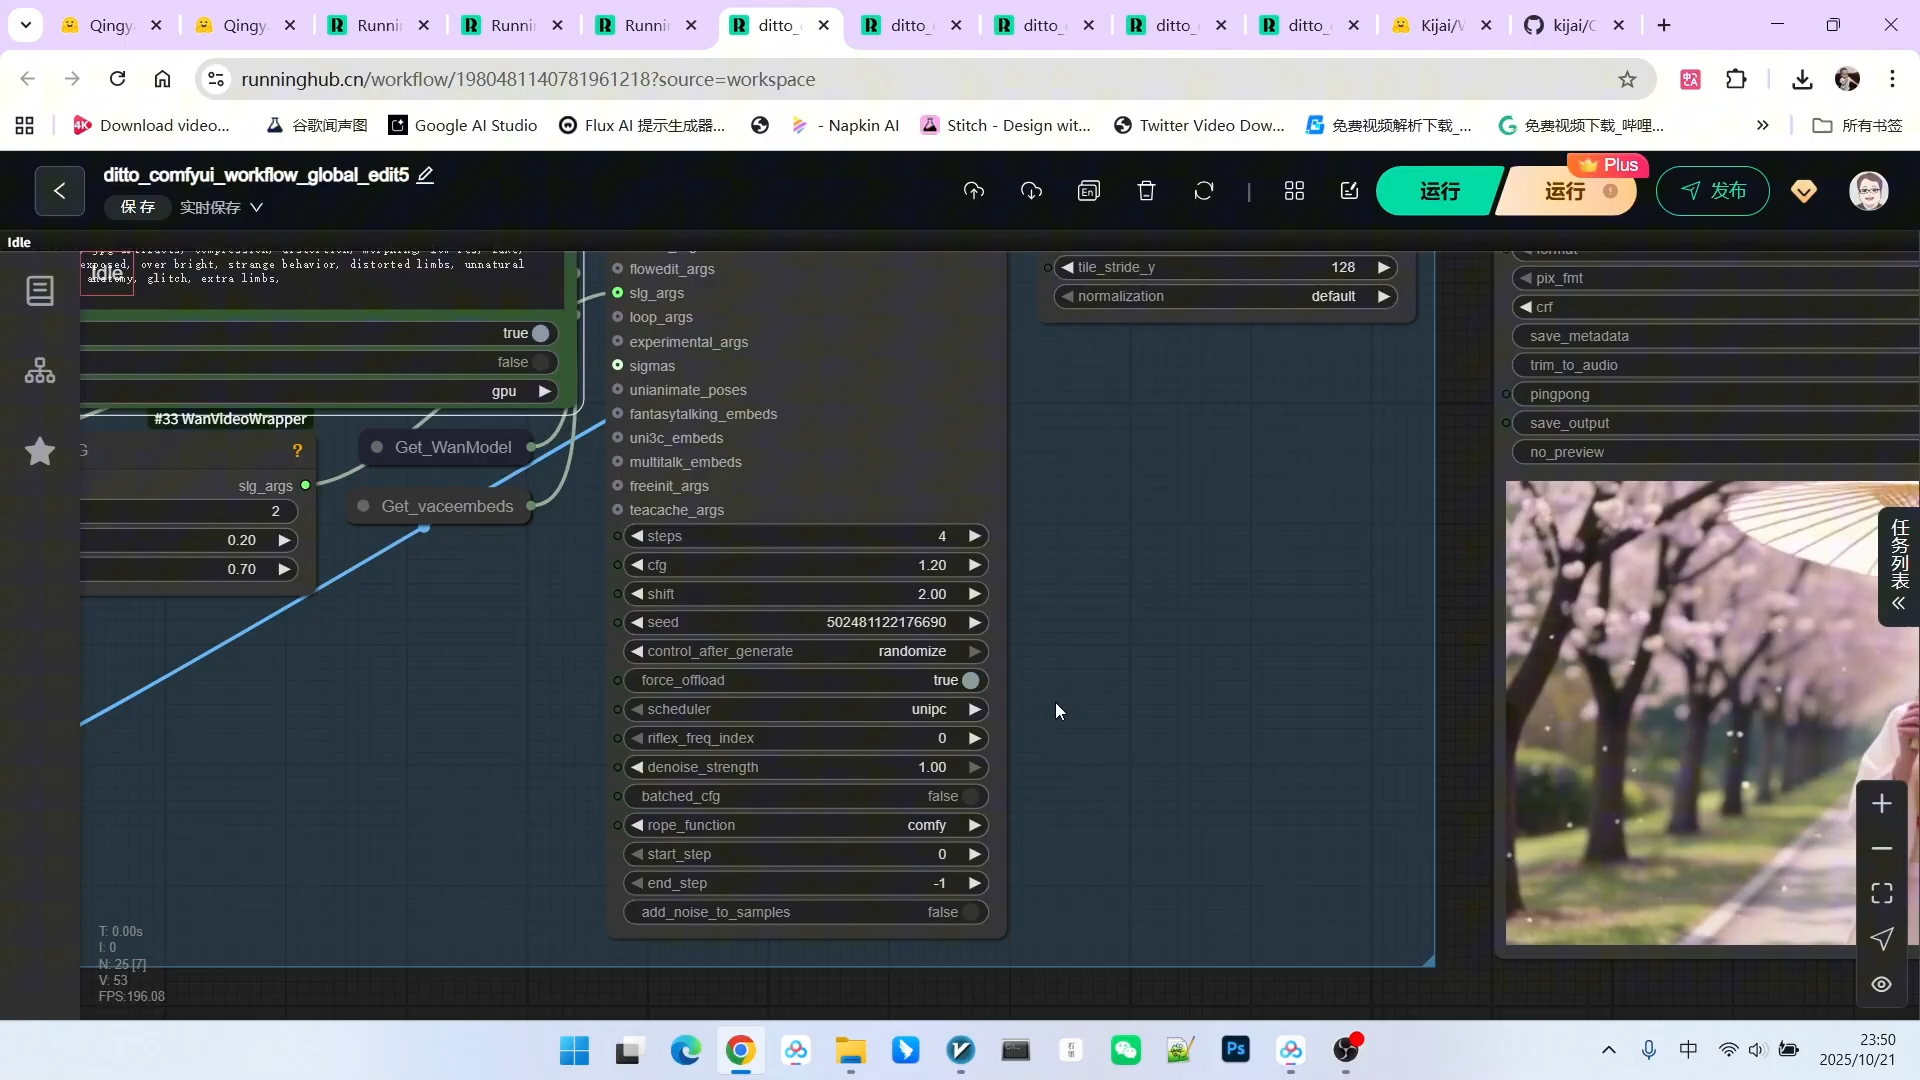 Qingy
Qingy
Runnin
Runnin
Runnin
ditto_
ditto_
ditto_
ditto_
ditto_
Kijai/
kijai/C
runninghub.cn/workflow/1980481140781961218?source=workspace
Download video...
谷歌闻声图
Google AI Studio
Flux AI 提示生成器...
- Napkin AI
Stitch - Design wit...
Twitter Video Dow...
免费视频解析下载_...
免费视频下载_哔哩...
所有书签
ditto_comfyui_workflow_global_edit5
保存
实时保存
En
运行
运行
Plus
发布
Idle
Idle
exposed, over bright, strange behavior, distorted limbs, unnatural
anatomy, glitch, extra limbs,
true
false
gpu
#33 WanVideoWrapper
?
Get_WanModel
slg_args
Get_vaceembeds
2
0.20
0.70
flowedit_args
slg_args
loop_args
experimental_args
sigmas
unianimate_poses
fantasytalking_embeds
uni3c_embeds
multitalk_embeds
freeinit_args
teacache_args
steps 4
cfg 1.20
shift 2.00
seed 502481122176690
control_after_generate randomize
force_offload true
scheduler unipc
riflex_freq_index 0
denoise_strength 1.00
batched_cfg false
rope_function comfy
start_step 0
end_step -1
add_noise_to_samples false
tile_stride_y 128
normalization default
pix_fmt
crf
save_metadata
trim_to_audio
pingpong
save_output
no_preview
任务列表
T: 0.00s
I: 0
N: 25 [7]
V: 53
FPS:196.08
Ps
中
23:50
2025/10/21